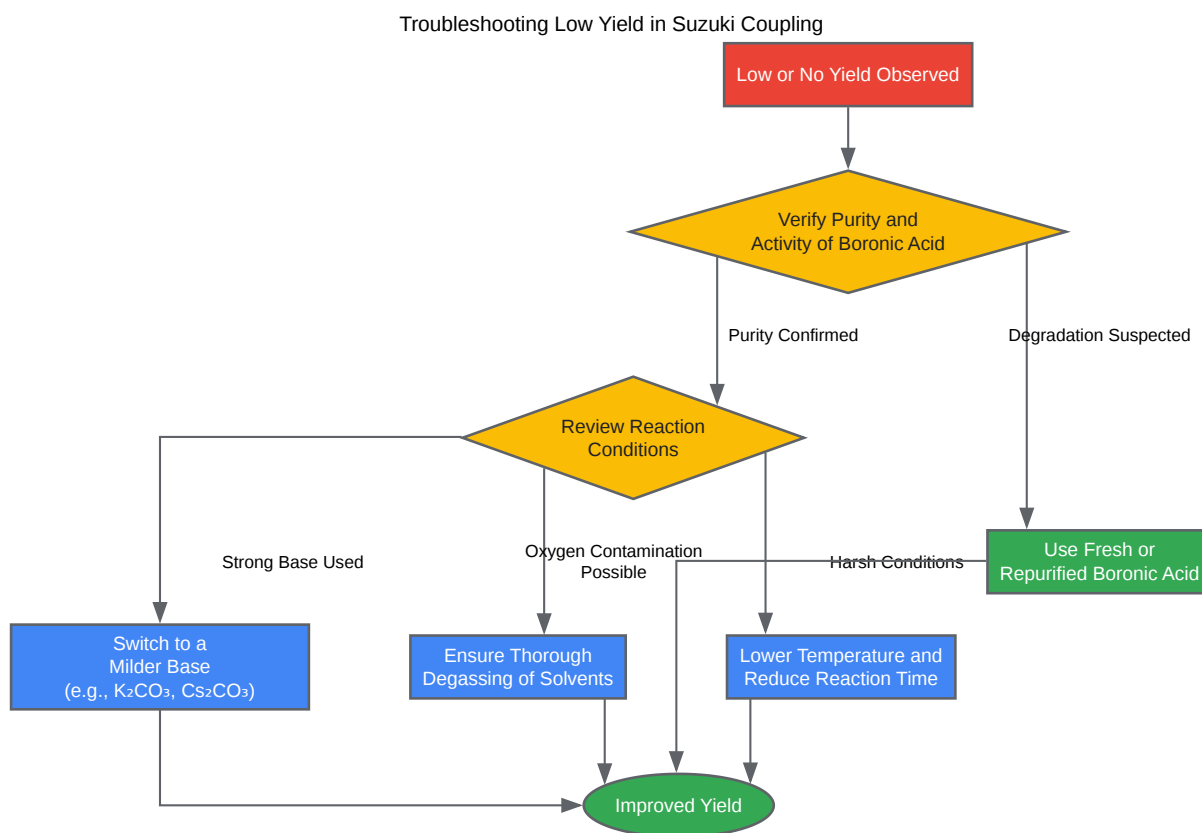 Troubleshooting Low Yield in Suzuki Coupling
Low or No Yield Observed
Verify Purity and
Activity of Boronic Acid
Purity Confirmed
Degradation Suspected
Review Reaction
Conditions
Strong Base Used
Oxygen Contamination
Possible
Harsh Conditions
Use Fresh or
Repurified Boronic Acid
Switch to a
Milder Base
(e.g., K₂CO₃, Cs₂CO₃)
Ensure Thorough
Degassing of Solvents
Lower Temperature and
Reduce Reaction Time
Improved Yield